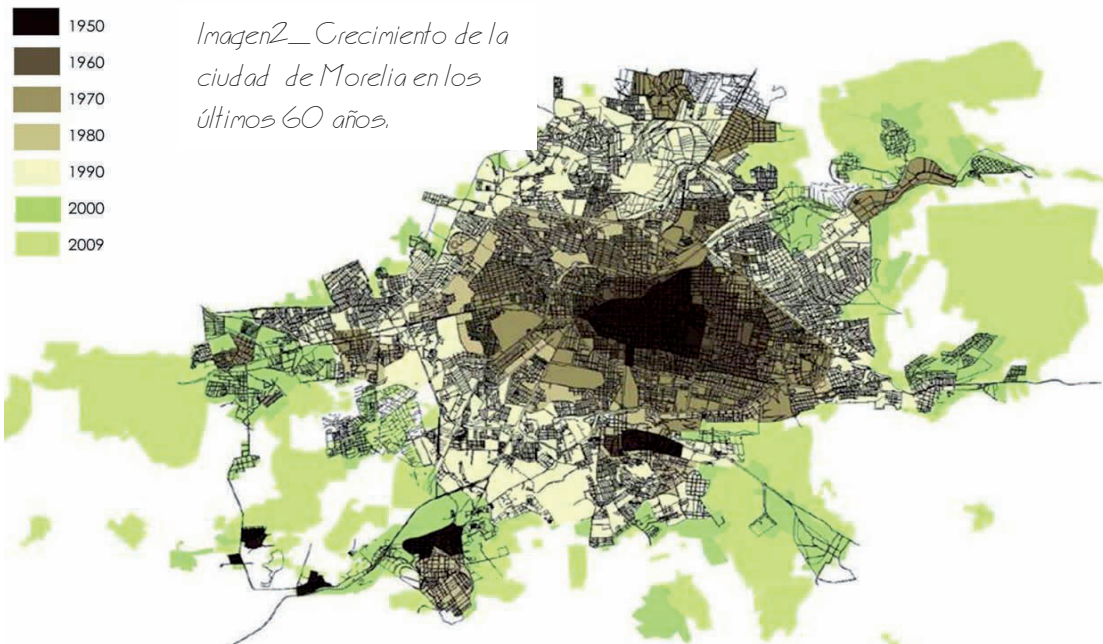 1950
1960
1970
1980
1990
2000
2009
Imagen2_Crecimiento de la
ciudad de Morelia en los
últimos 60 años.